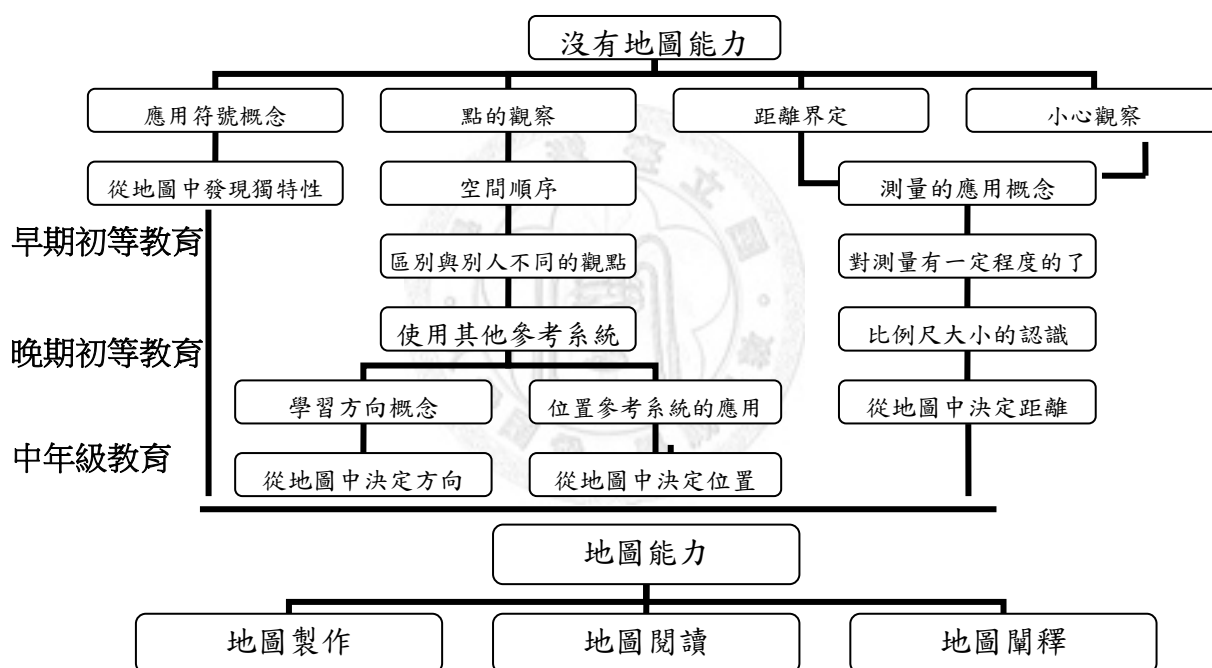 沒有地圖能力
應用符號概念
點的觀察
距離界定
小心觀察
從地圖中發現獨特性
空間順序
測量的應用概念
早期初等教育
區別與別人不同的觀點
對測量有一定程度的了
晚期初等教育
使用其他參考系統
比例尺大小的認識
學習方向概念
位置參考系統的應用
從地圖中決定距離
中年級教育
從地圖中決定方向
從地圖中決定位置
地圖能力
地圖製作
地圖閱讀
地圖闡釋